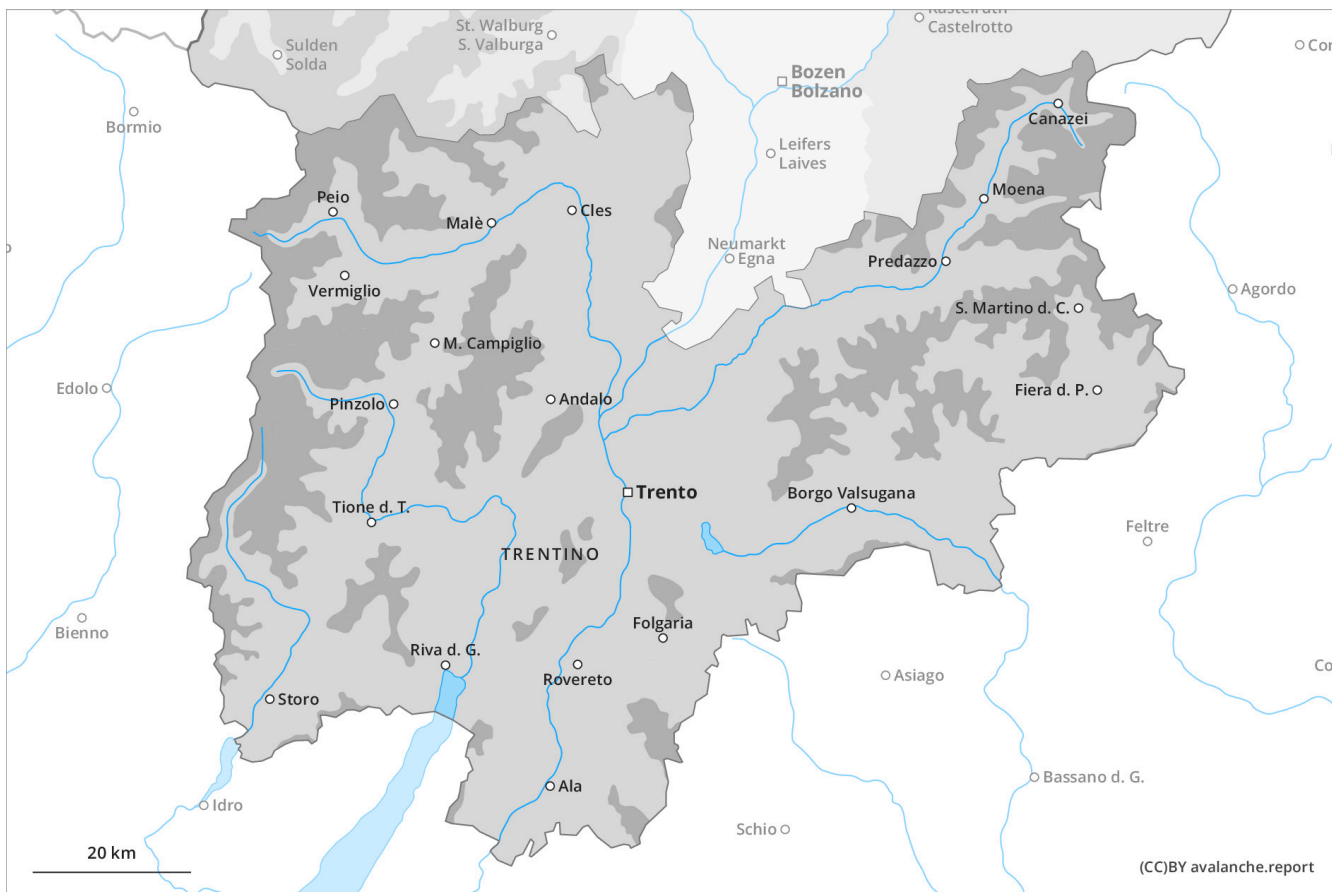 Kastelruth
Castelrotto
St. Walburg
S. Valburga
Sulden
Solda
Bozen
Bolzano
Bormio
Canazei
Leifers
Laives
Peio
Moena
Malè
Cles
Neumarkt
Egna
Predazzo
Vermiglio
Agordo
S. Martino d. C.
M. Campiglio
Edolo
Fiera d. P.
Pinzolo
Andalo
Trento
Borgo Valsugana
Tione d. T.
Feltre
TRENTINO
Bienno
Folgaria
Riva d. G.
Rovereto
Asiago
Storo
Bassano d. G.
Ala
Idro
Schio
20 km
(CC)BY avalanche.report